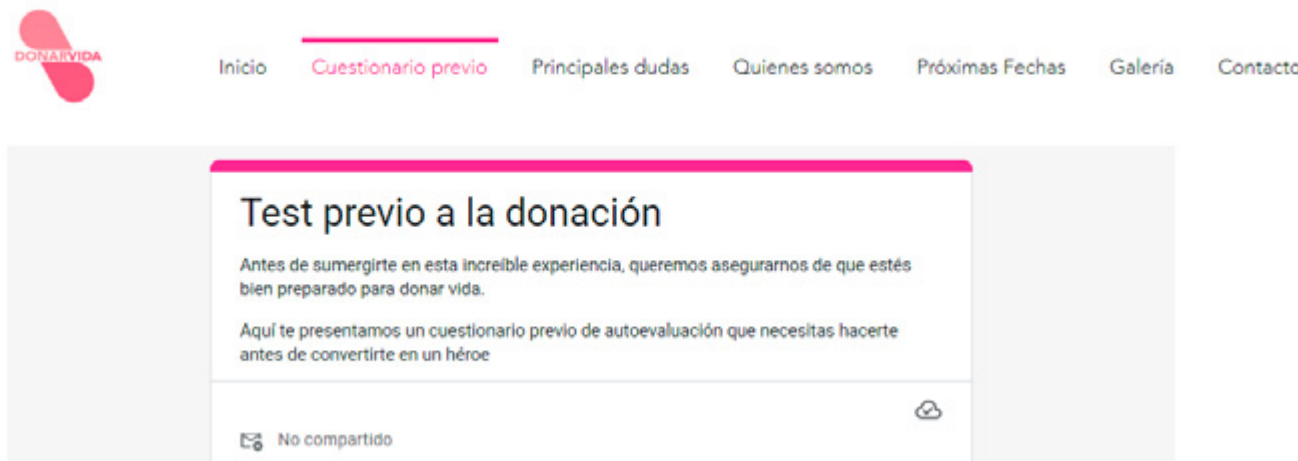 DONARVIDA
Inicio Cuestionario previo Principales dudas Quienes somos Próximas Fechas Galería Contacto
Test previo a la donación
Antes de sumergirte en esta increíble experiencia, queremos asegurarnos de que estés
bien preparado para donar vida.
Aquí te presentamos un cuestionario previo de autoevaluación que necesitas hacerte
antes de convertirte en un héroe
No compartido